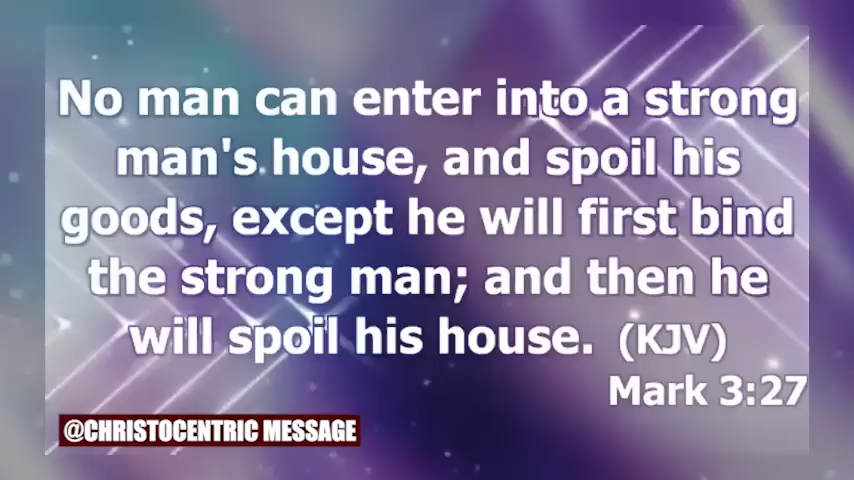 No man can enter into a strong
man's house, and spoil his
goods, except he will first bind
the strong man; and then he
will spoil his house. (KJV)
Mark 3:27
@CHRISTOCENTRIC MESSAGE